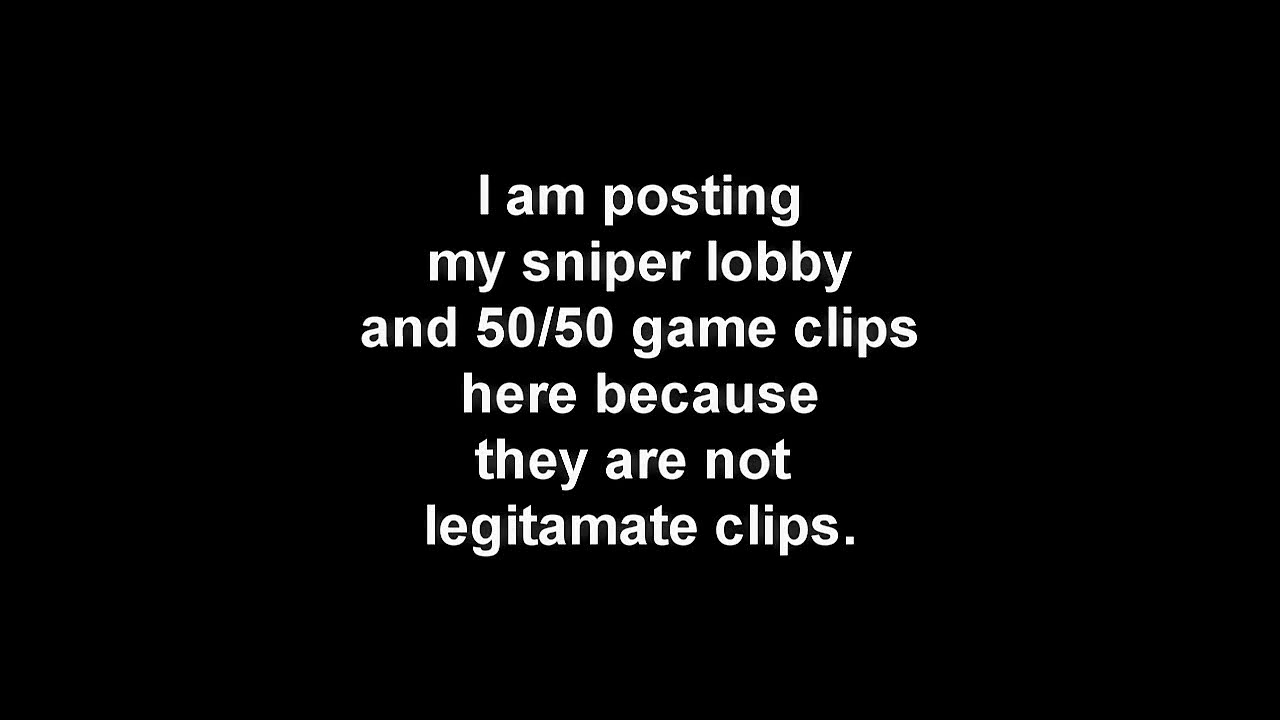 I am posting
my sniper lobby
and 50/50 game clips
here because
they are not
legitamate clips.